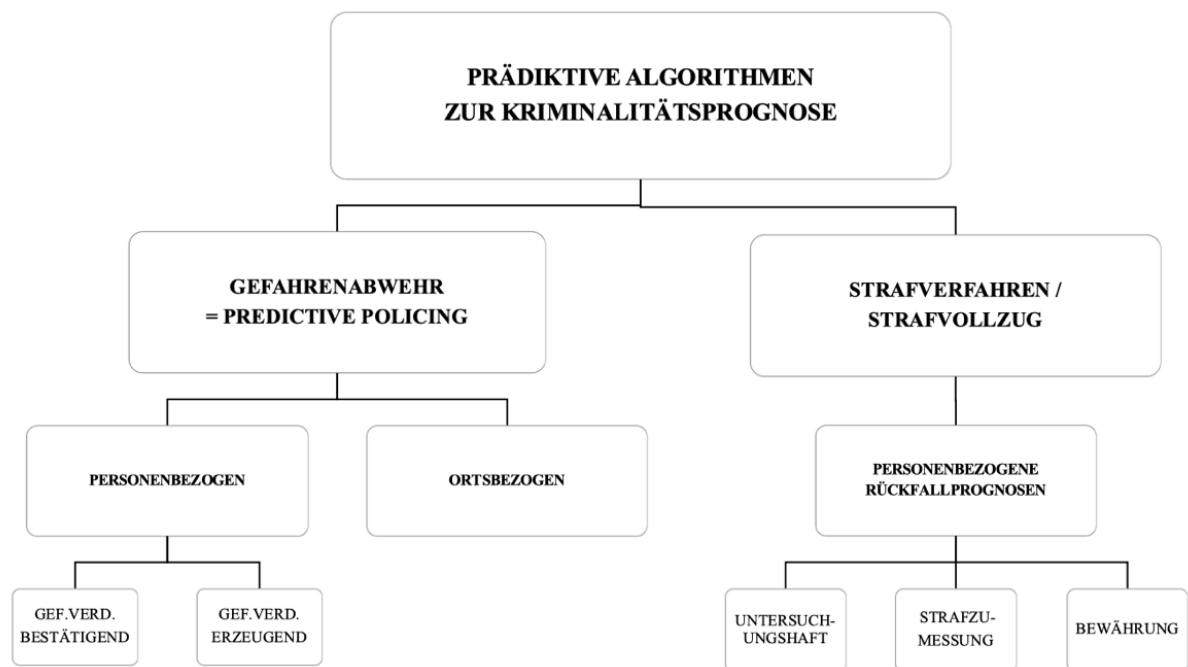 PRÄDIKTIVE ALGORITHMEN
ZUR KRIMINALITÄTSPROGNOSE
GEFAHRENABWEHR
= PREDICTIVE POLICING
STRAFVERFAHREN /
STRAFVOLLZUG
PERSONENBEZOGEN
ORTSBEZOGEN
PERSONENBEZOGENE
RÜCKFALLPROGNOSEN
GEF.VERD.
BESTÄTIGEND
GEF.VERD.
ERZEUGEND
UNTERSUCH-
UNGSHAFT
STRAFZU-
MESSUNG
BEWÄHRUNG